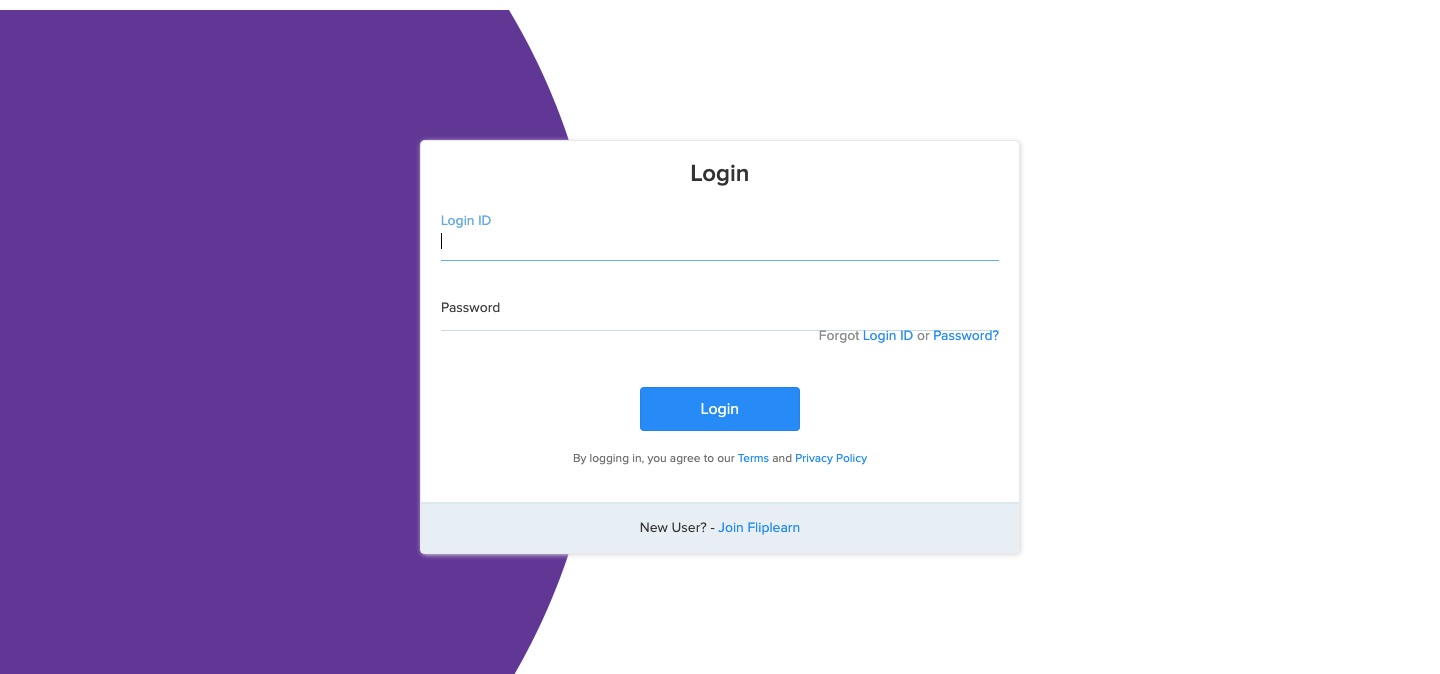 Login
Login ID
Password
Forgot Login ID or Password?
Login
By logging in, you agree to our Terms and Privacy Policy
New User? - Join Fliplearn